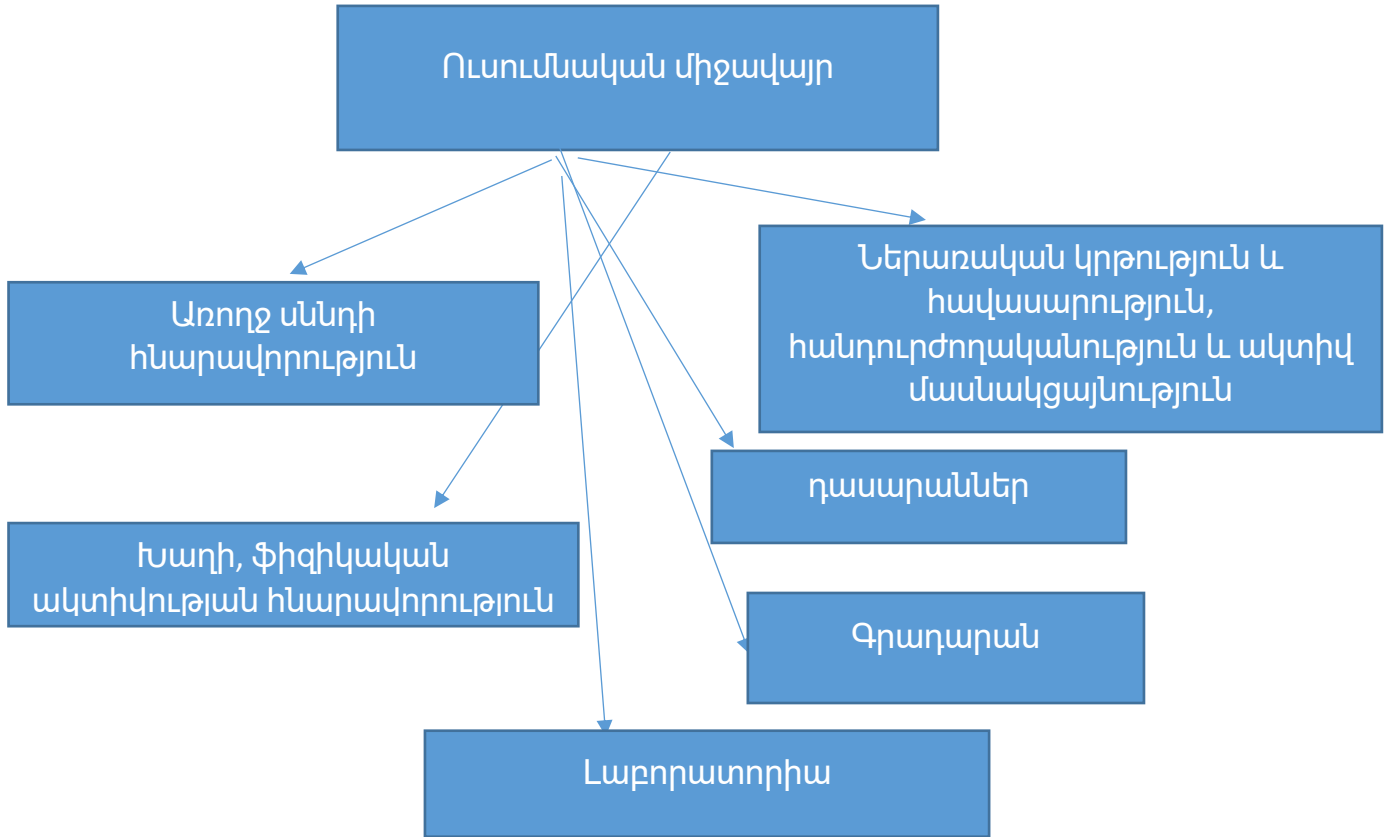 Ուսումնական միջավայր
Ներառական կրթություն և
հավասարություն,
հանդուրժողականություն և ակտիվ
մասնակցայնություն
Առողջ սննդի
հնարավորություն
դասարաններ
Խաղի, ֆիզիկական
ակտիվության հնարավորություն
Գրադարան
Լաբորատորիա